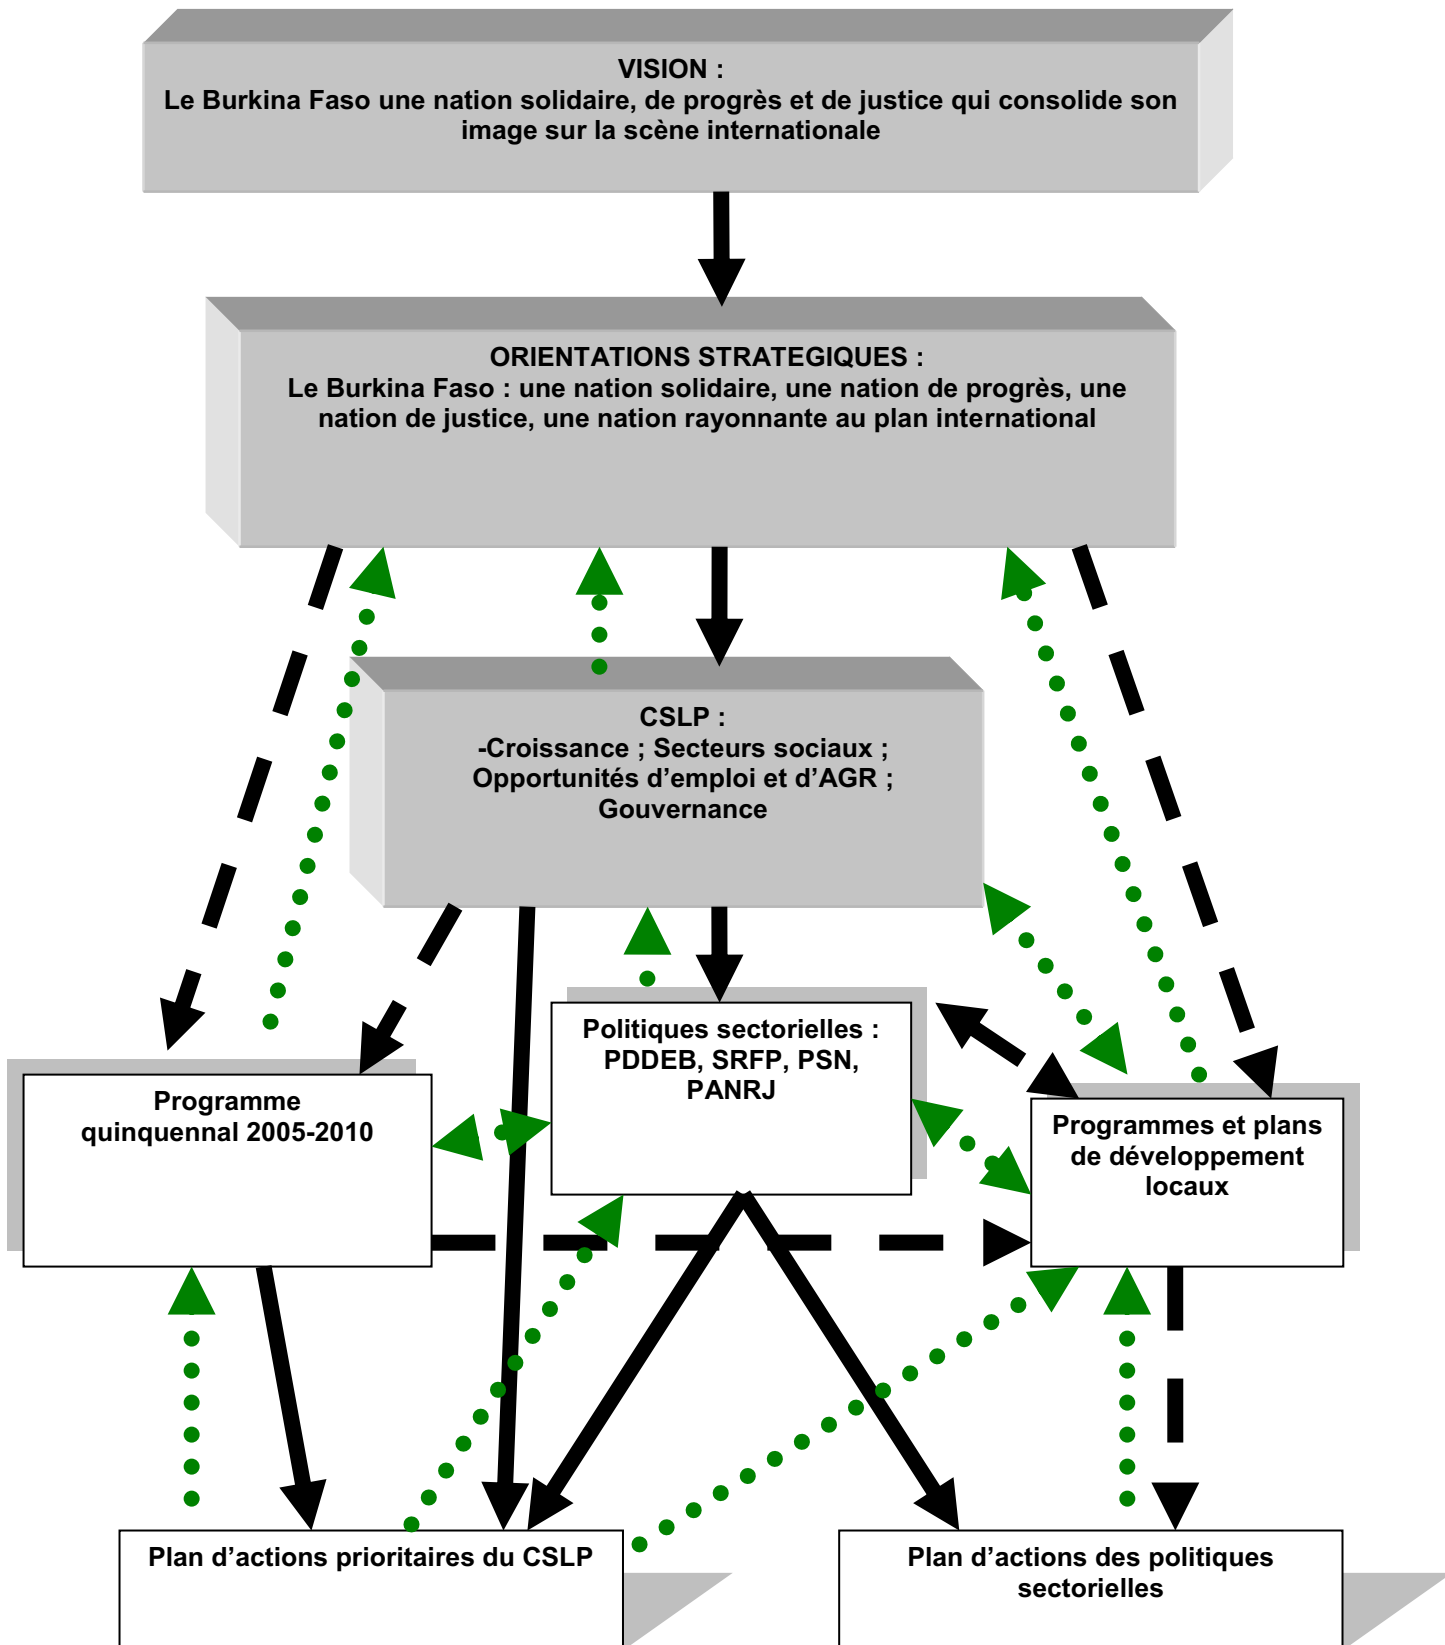 VISION :
Le Burkina Faso une nation solidaire, de progrès et de justice qui consolide son
image sur la scène internationale
ORIENTATIONS STRATEGIQUES :
Le Burkina Faso : une nation solidaire, une nation de progrès, une
nation de justice, une nation rayonnante au plan international
CSLP :
-Croissance ; Secteurs sociaux ;
Opportunités d’emploi et d’AGR ;
Gouvernance
Politiques sectorielles :
PDDEB, SRFP, PSN,
PANRJ
Programme
quinquennal 2005-2010
Programmes et plans
de développement
locaux
Plan d’actions prioritaires du CSLP
Plan d’actions des politiques
sectorielles